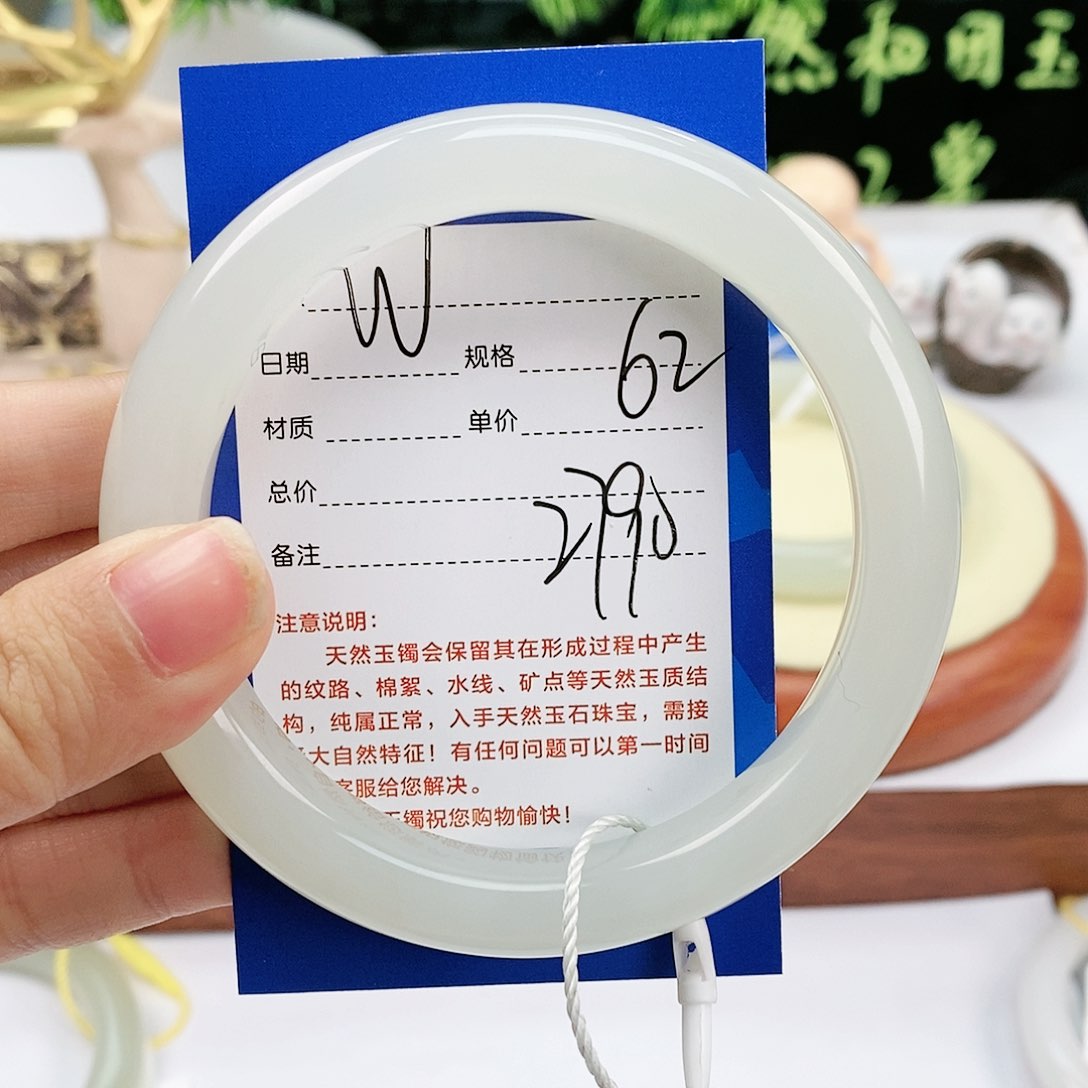 然和田玉
W
日期 规格 62
材质 单价
总价
备注 2790
注意说明：
天然玉镯会保留其在形成过程中产生
的纹路、棉絮、水线、矿点等天然玉质结
构，纯属正常，入手天然玉石珠宝，需接
大自然特征！有任何问题可以第一时间
客服给您解决。
玉镯祝您购物愉快！